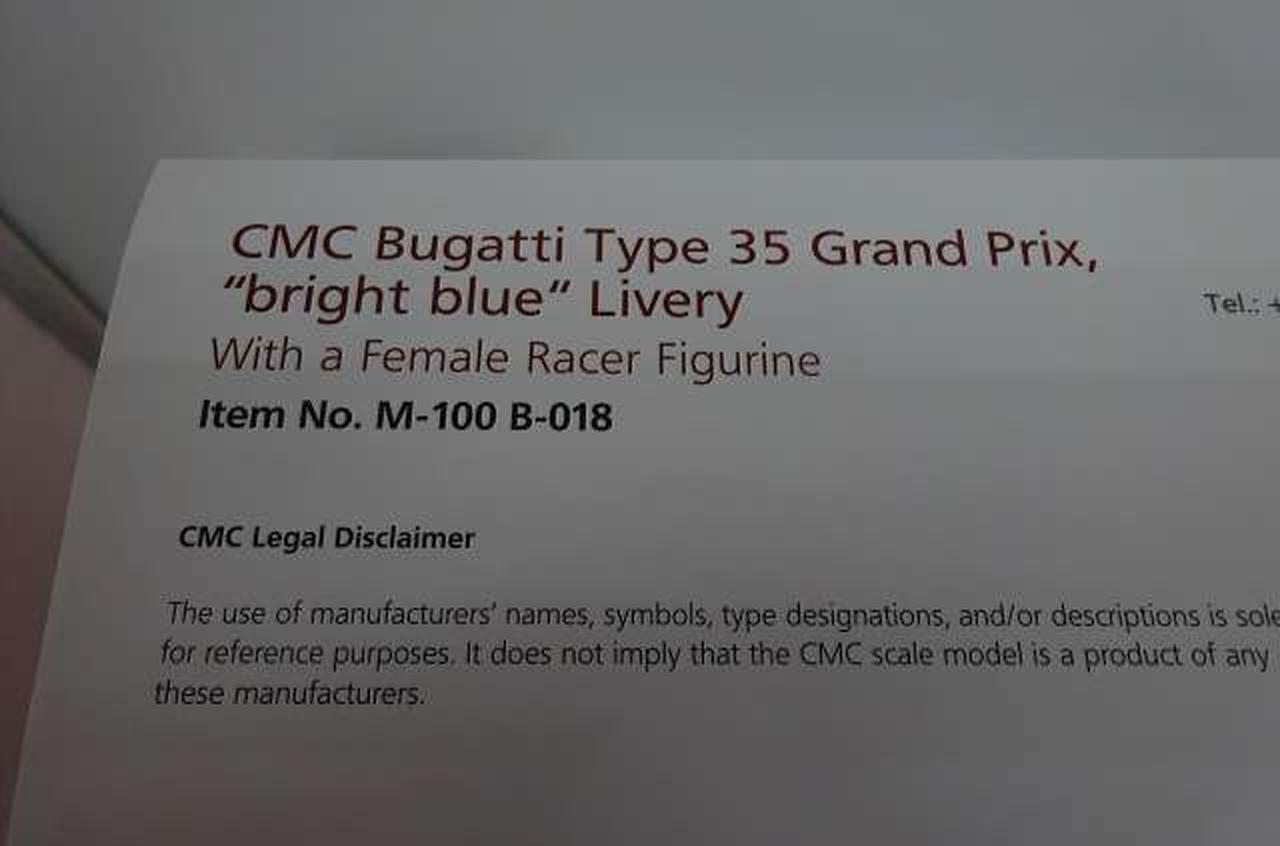 CMC Bugatti Type 35 Grand Prix,
“bright blue“ Livery
Tel.: +
With a Female Racer Figurine
Item No. M-100 B-018
CMC Legal Disclaimer
The use of manufacturers’ names, symbols, type designations, and/or descriptions is sole
for reference purposes. It does not imply that the CMC scale model is a product of any
these manufacturers.